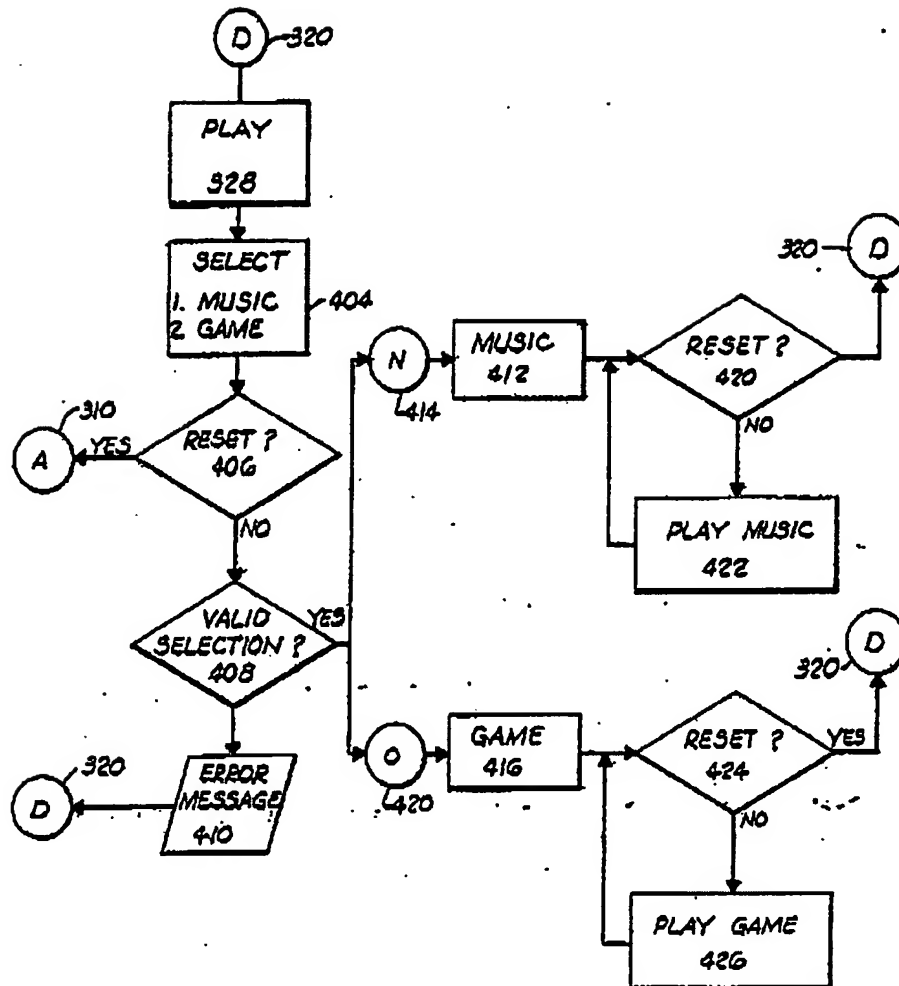 D
320
PLAY
328
SELECT
1. MUSIC
2 GAME
404
310
A
YES
RESET ?
406
NO
VALID
SELECTION ?
408
YES
ERROR
MESSAGE
410
320
D
N
414
MUSIC
412
RESET ?
420
320
D
NO
PLAY MUSIC
422
O
420
GAME
416
RESET ?
424
YES
320
D
NO
PLAY GAME
426